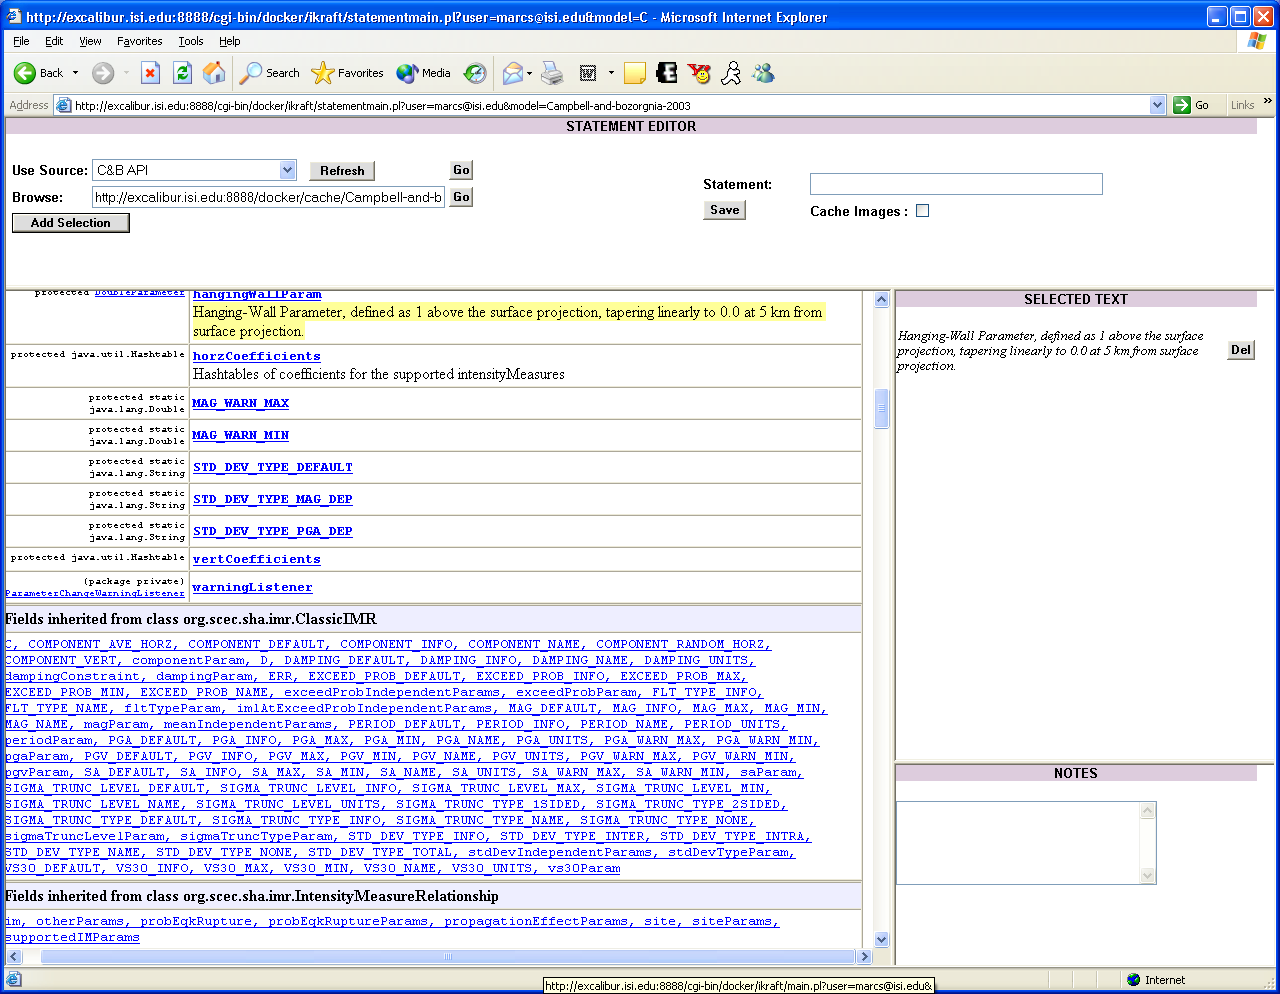 http://excalibur.isi.edu:8888/cgi-bin/docker/ikraft/statementmain.pl?user=marcs@isi.edu&model=C - Microsoft Internet Explorer
File Edit View Favorites Tools Help
Back Search Favorites Media
Address http://excalibur.isi.edu:8888/cgi-bin/docker/ikraft/statementmain.pl?user=marcs@isi.edu&model=Campbell-and-bozorgnia-2003 Go Links »
STATEMENT EDITOR
Use Source: C&B API Refresh Go
Browse: http://excalibur.isi.edu:8888/docker/cache/Campbell-and-b Go
Add Selection
Statement:
Save Cache Images :
protected DoubleParameter hangingWallParam
Hanging-Wall Parameter, defined as 1 above the surface projection, tapering linearly to 0.0 at 5 km from
surface projection.
protected java.util.Hashtable horzCoefficients
Hashtables of coefficients for the supported intensityMeasures
protected static
java.lang.Double MAG_WARN_MAX
protected static
java.lang.Double MAG_WARN_MIN
protected static
java.lang.String STD_DEV_TYPE_DEFAULT
protected static
java.lang.String STD_DEV_TYPE_MAG_DEP
protected static
java.lang.String STD_DEV_TYPE_PGA_DEP
protected java.util.Hashtable vertCoefficients
(package private)
ParameterChangeWarningListener warningListener
Fields inherited from class org.scec.sha.imr.ClassicIMR
C, COMPONENT_AVE_HORZ, COMPONENT_DEFAULT, COMPONENT_INFO, COMPONENT_NAME, COMPONENT_RANDOM_HORZ,
COMPONENT_VERT, componentParam, D, DAMPING_DEFAULT, DAMPING_INFO, DAMPING_NAME, DAMPING_UNITS,
dampingConstraint, dampingParam, ERR, EXCEED_PROB_DEFAULT, EXCEED_PROB_INFO, EXCEED_PROB_MAX,
EXCEED_PROB_MIN, EXCEED_PROB_NAME, exceedProbIndependentParams, exceedProbParam, FLT_TYPE_INFO,
FLT_TYPE_NAME, fltTypeParam, imlAtExceedProbIndependentParams, MAG_DEFAULT, MAG_INFO, MAG_MAX, MAG_MIN,
MAG_NAME, magParam, meanIndependentParams, PERIOD_DEFAULT, PERIOD_INFO, PERIOD_NAME, PERIOD_UNITS,
periodParam, PGA_DEFAULT, PGA_INFO, PGA_MAX, PGA_MIN, PGA_NAME, PGA_UNITS, PGA_WARN_MAX, PGA_WARN_MIN,
pgaParam, PGV_DEFAULT, PGV_INFO, PGV_MAX, PGV_MIN, PGV_NAME, PGV_UNITS, PGV_WARN_MAX, PGV_WARN_MIN,
pgvParam, SA_DEFAULT, SA_INFO, SA_MAX, SA_MIN, SA_NAME, SA_UNITS, SA_WARN_MAX, SA_WARN_MIN, saParam,
SIGMA_TRUNC_LEVEL_DEFAULT, SIGMA_TRUNC_LEVEL_INFO, SIGMA_TRUNC_LEVEL_MAX, SIGMA_TRUNC_LEVEL_MIN,
SIGMA_TRUNC_LEVEL_NAME, SIGMA_TRUNC_LEVEL_UNITS, SIGMA_TRUNC_TYPE_1SIDED, SIGMA_TRUNC_TYPE_2SIDED,
SIGMA_TRUNC_TYPE_DEFAULT, SIGMA_TRUNC_TYPE_INFO, SIGMA_TRUNC_TYPE_NAME, SIGMA_TRUNC_TYPE_NONE,
sigmaTruncLevelParam, sigmaTruncTypeParam, STD_DEV_TYPE_INFO, STD_DEV_TYPE_INTER, STD_DEV_TYPE_INTRA,
STD_DEV_TYPE_NAME, STD_DEV_TYPE_NONE, STD_DEV_TYPE_TOTAL, stdDevIndependentParams, stdDevTypeParam,
VS30_DEFAULT, VS30_INFO, VS30_MAX, VS30_MIN, VS30_NAME, VS30_UNITS, vs30Param
Fields inherited from class org.scec.sha.imr.IntensityMeasureRelationship
im, otherParams, probEqkRupture, probEqkRuptureParams, propagationEffectParams, site, siteParams,
supportedIMParams
SELECTED TEXT
Hanging-Wall Parameter, defined as 1 above the surface
projection, tapering linearly to 0.0 at 5 km from surface
projection.
Del
NOTES
Internet
http://excalibur.isi.edu:8888/cgi-bin/docker/ikraft/main.pl?user=marcs@isi.edu&